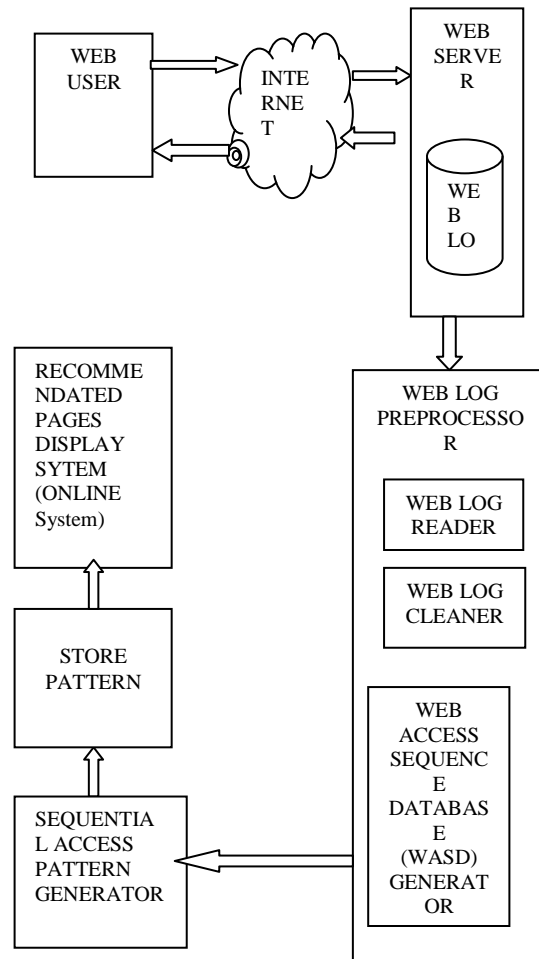 WEB
USER
INTE
RNE
T
WEB
SERVE
R
WE
B
LO
RECOMME
NDATED
PAGES
DISPLAY
SYTEM
(ONLINE
System)
WEB LOG
PREPROCESSO
R
WEB LOG
READER
WEB LOG
CLEANER
STORE
PATTERN
WEB
ACCESS
SEQUENC
E
DATABAS
E
(WASD)
GENERAT
OR
SEQUENTIA
L ACCESS
PATTERN
GENERATOR